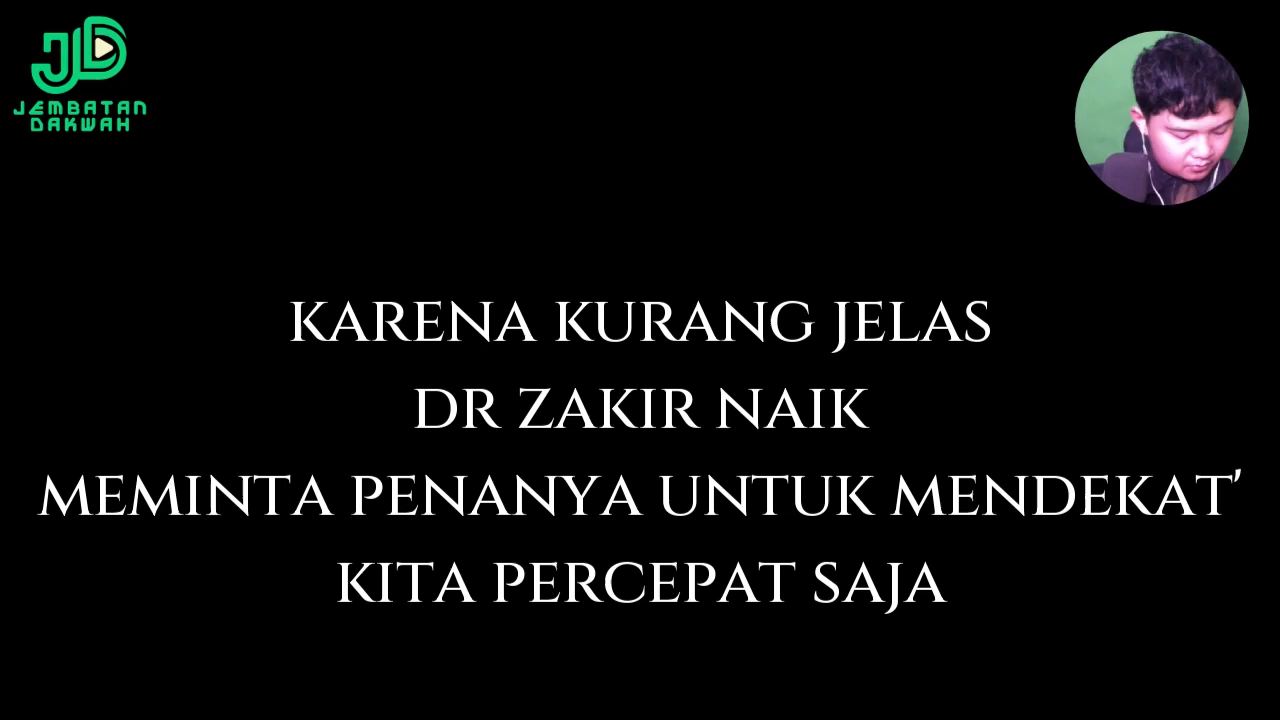 JEMBATAN
DAKWAH
KARENA KURANG JELAS
DR ZAKIR NAIK
MEMINTA PENANYA UNTUK MENDEKAT'
KITA PERCEPAT SAJA